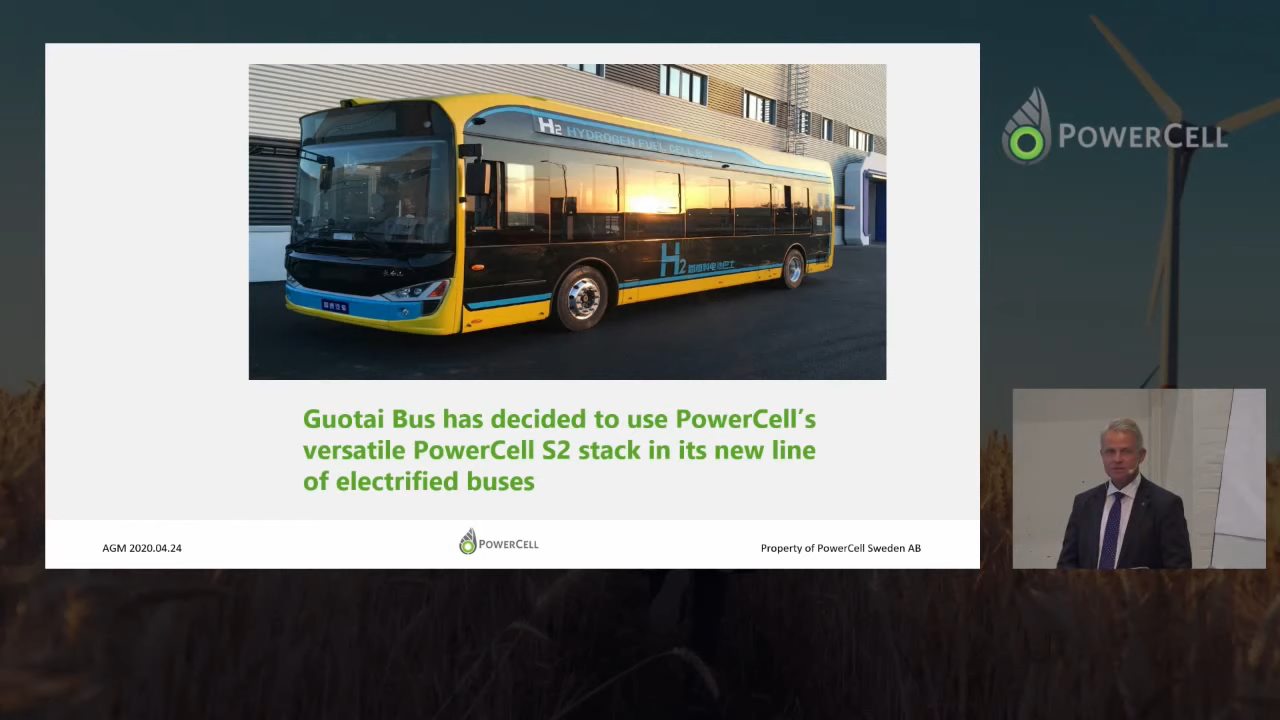 H2 HYDROGEN FUEL CELL BUS
H2
POWERCELL
Guotai Bus has decided to use PowerCell's
versatile PowerCell S2 stack in its new line
of electrified buses
AGM 2020.04.24
POWERCELL
Property of PowerCell Sweden AB